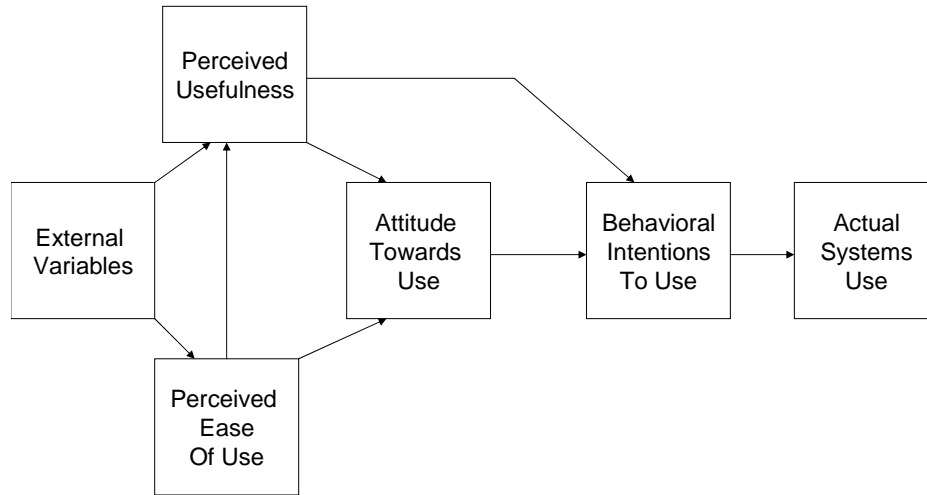 Perceived
Usefulness
External
Variables
Attitude
Towards
Use
Behavioral
Intentions
To Use
Actual
Systems
Use
Perceived
Ease
Of Use